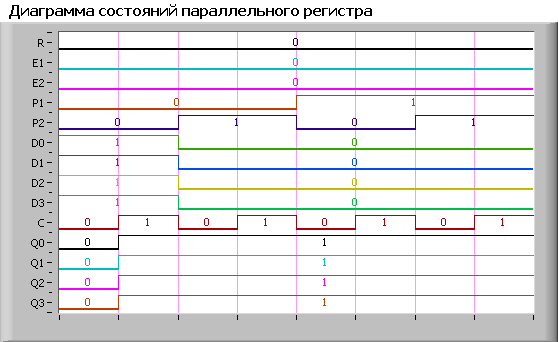 Диаграмма состояний параллельного регистра
R 0
E1 0
E2 0
P1 0 1
P2 0 1 0 1
D0 1 0
D1 1 0
D2 1 0
D3 1 0
C 0 1 0 1 0 1 0 1
Q0 0 1
Q1 0 1
Q2 0 1
Q3 0 1